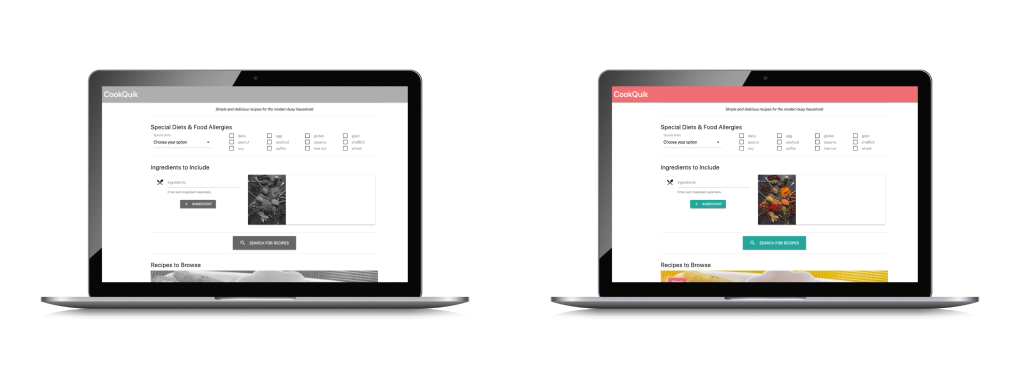 CookQuik
Simple and delicious recipes for the modern busy household
Special Diets & Food Allergies
Choose your option
dairy egg gluten grain
peanut seafood sesame shellfish
soy sulfite tree nut wheat
Ingredients to Include
Ingredients
Enter each ingredient separately
+ INGREDIENT
SEARCH FOR RECIPES
Recipes to Browse
CookQuik
Simple and delicious recipes for the modern busy household
Special Diets & Food Allergies
Choose your option
dairy egg gluten grain
peanut seafood sesame shellfish
soy sulfite tree nut wheat
Ingredients to Include
Ingredients
Enter each ingredient separately
+ INGREDIENT
SEARCH FOR RECIPES
Recipes to Browse